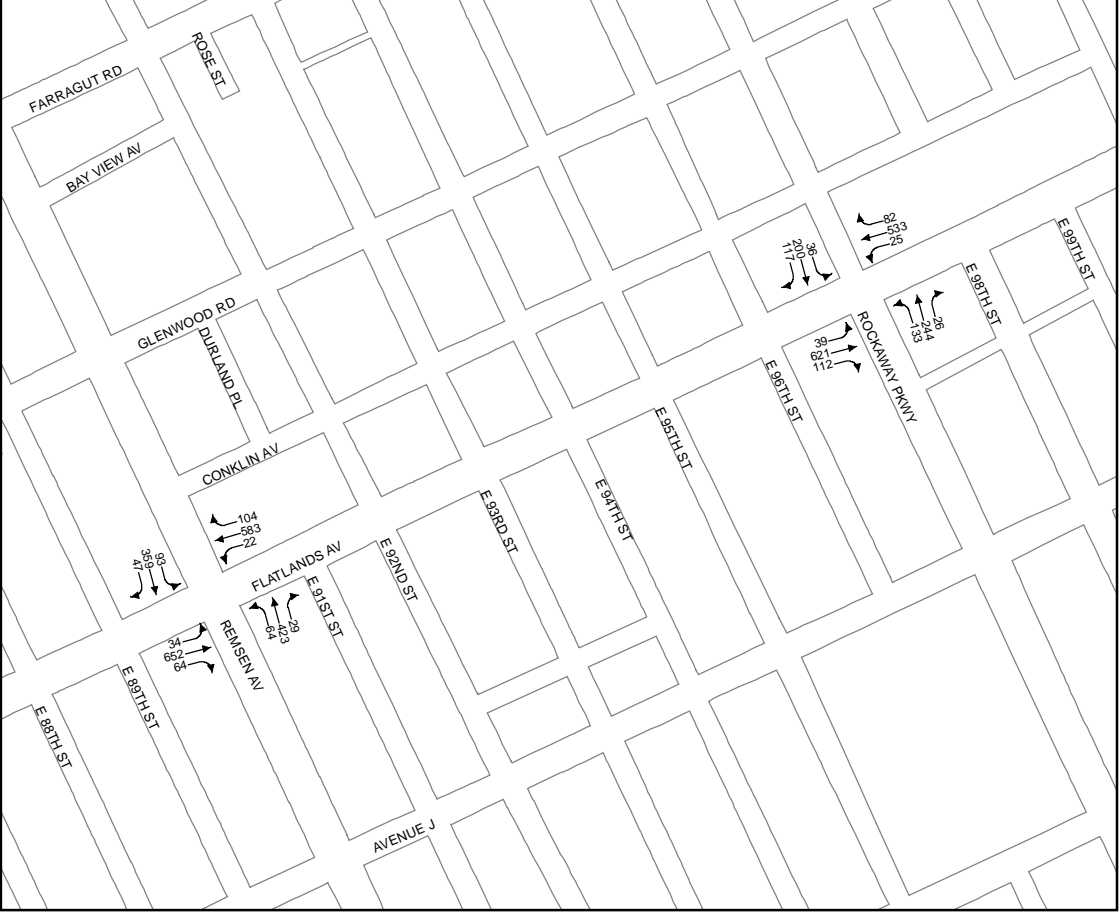 ROSE ST
FARRAGUT RD
BAY VIEW AV
82
533
25
E 99TH ST
117
200
36
E 98TH ST
133
244
26
GLENWOOD RD
DURLAND PL
39
621
112
ROCKAWAY PKWY
E 96TH ST
E 95TH ST
CONKLIN AV
E 94TH ST
E 93RD ST
104
583
22
47
359
93
FLATLANDS AV
E 92ND ST
E 91ST ST
64
423
29
34
652
64
REMSEN AV
E 89TH ST
E 88TH ST
AVENUE J